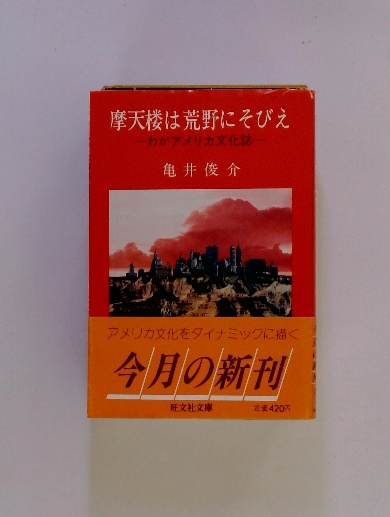 摩天楼は荒野にそびえ
―わがアメリカ文化誌―
亀井俊介
アメリカ文化をダイナミックに描く
今月の新刊
旺文社文庫
定価420円